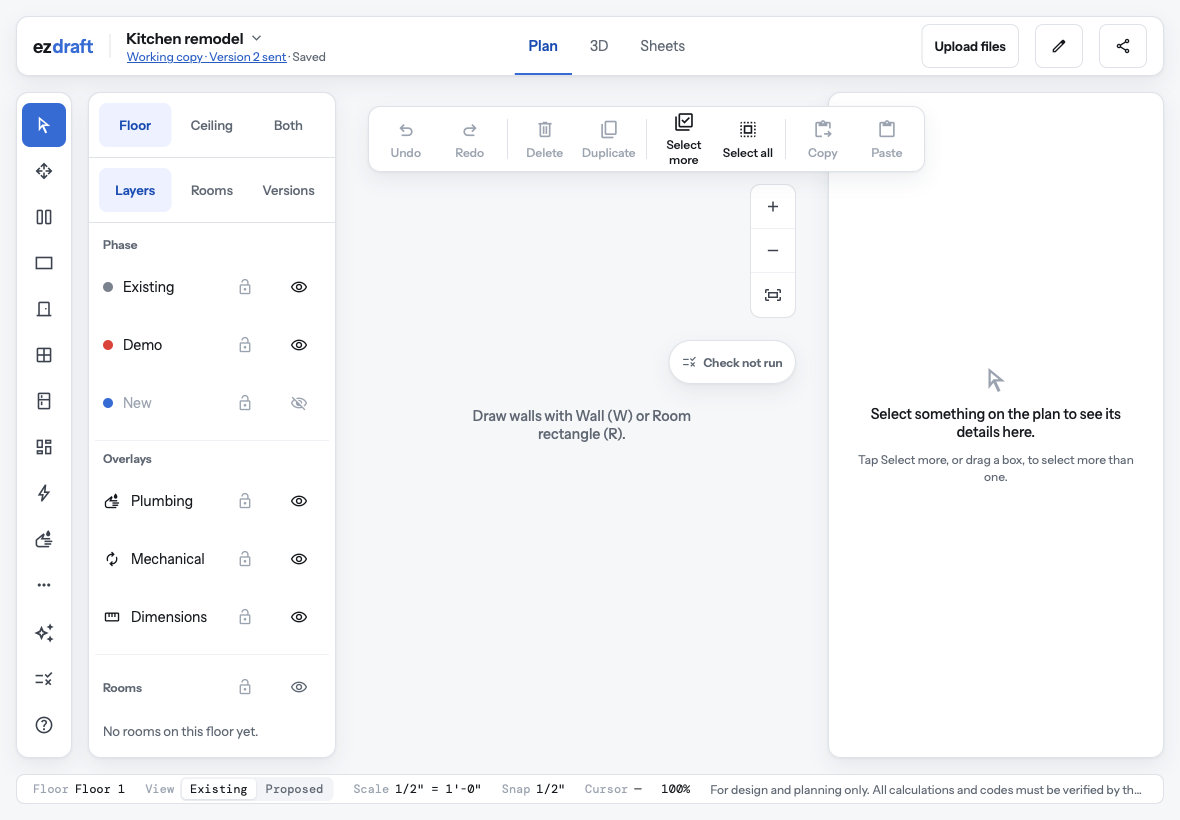 ezdraft
Kitchen remodel
Working copy · Version 2 sent · Saved
Plan
3D
Sheets
Upload files
Floor
Ceiling
Both
Layers
Rooms
Versions
Phase
Existing
Demo
New
Overlays
Plumbing
Mechanical
Dimensions
Rooms
No rooms on this floor yet.
Undo
Redo
Delete
Duplicate
Select
more
Select all
Copy
Paste
Check not run
Draw walls with Wall (W) or Room
rectangle (R).
Select something on the plan to see its
details here.
Tap Select more, or drag a box, to select more than
one.
Floor Floor 1 View Existing Proposed Scale 1/2" = 1'-0" Snap 1/2" Cursor — 100% For design and planning only. All calculations and codes must be verified by th...